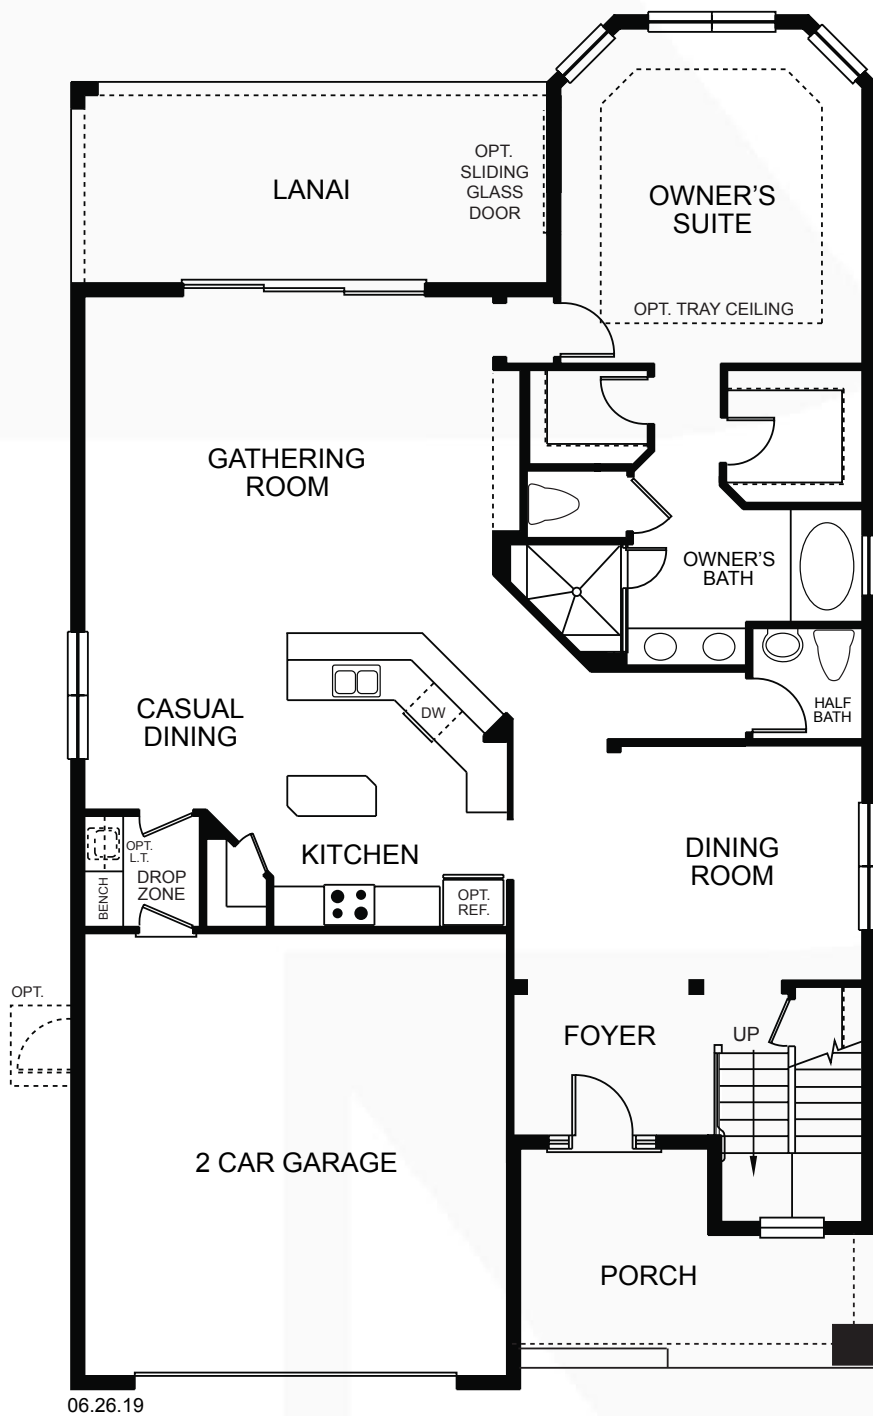 OPT.
SLIDING
GLASS
DOOR
LANAI
OWNER'S
SUITE
OPT. TRAY CEILING
GATHERING
ROOM
OWNER'S
BATH
CASUAL
DINING
DW
HALF
BATH
KITCHEN
DINING
ROOM
OPT.
L.T.
DROP
ZONE
BENCH
OPT.
REF.
OPT.
FOYER
UP
2 CAR GARAGE
PORCH
06.26.19